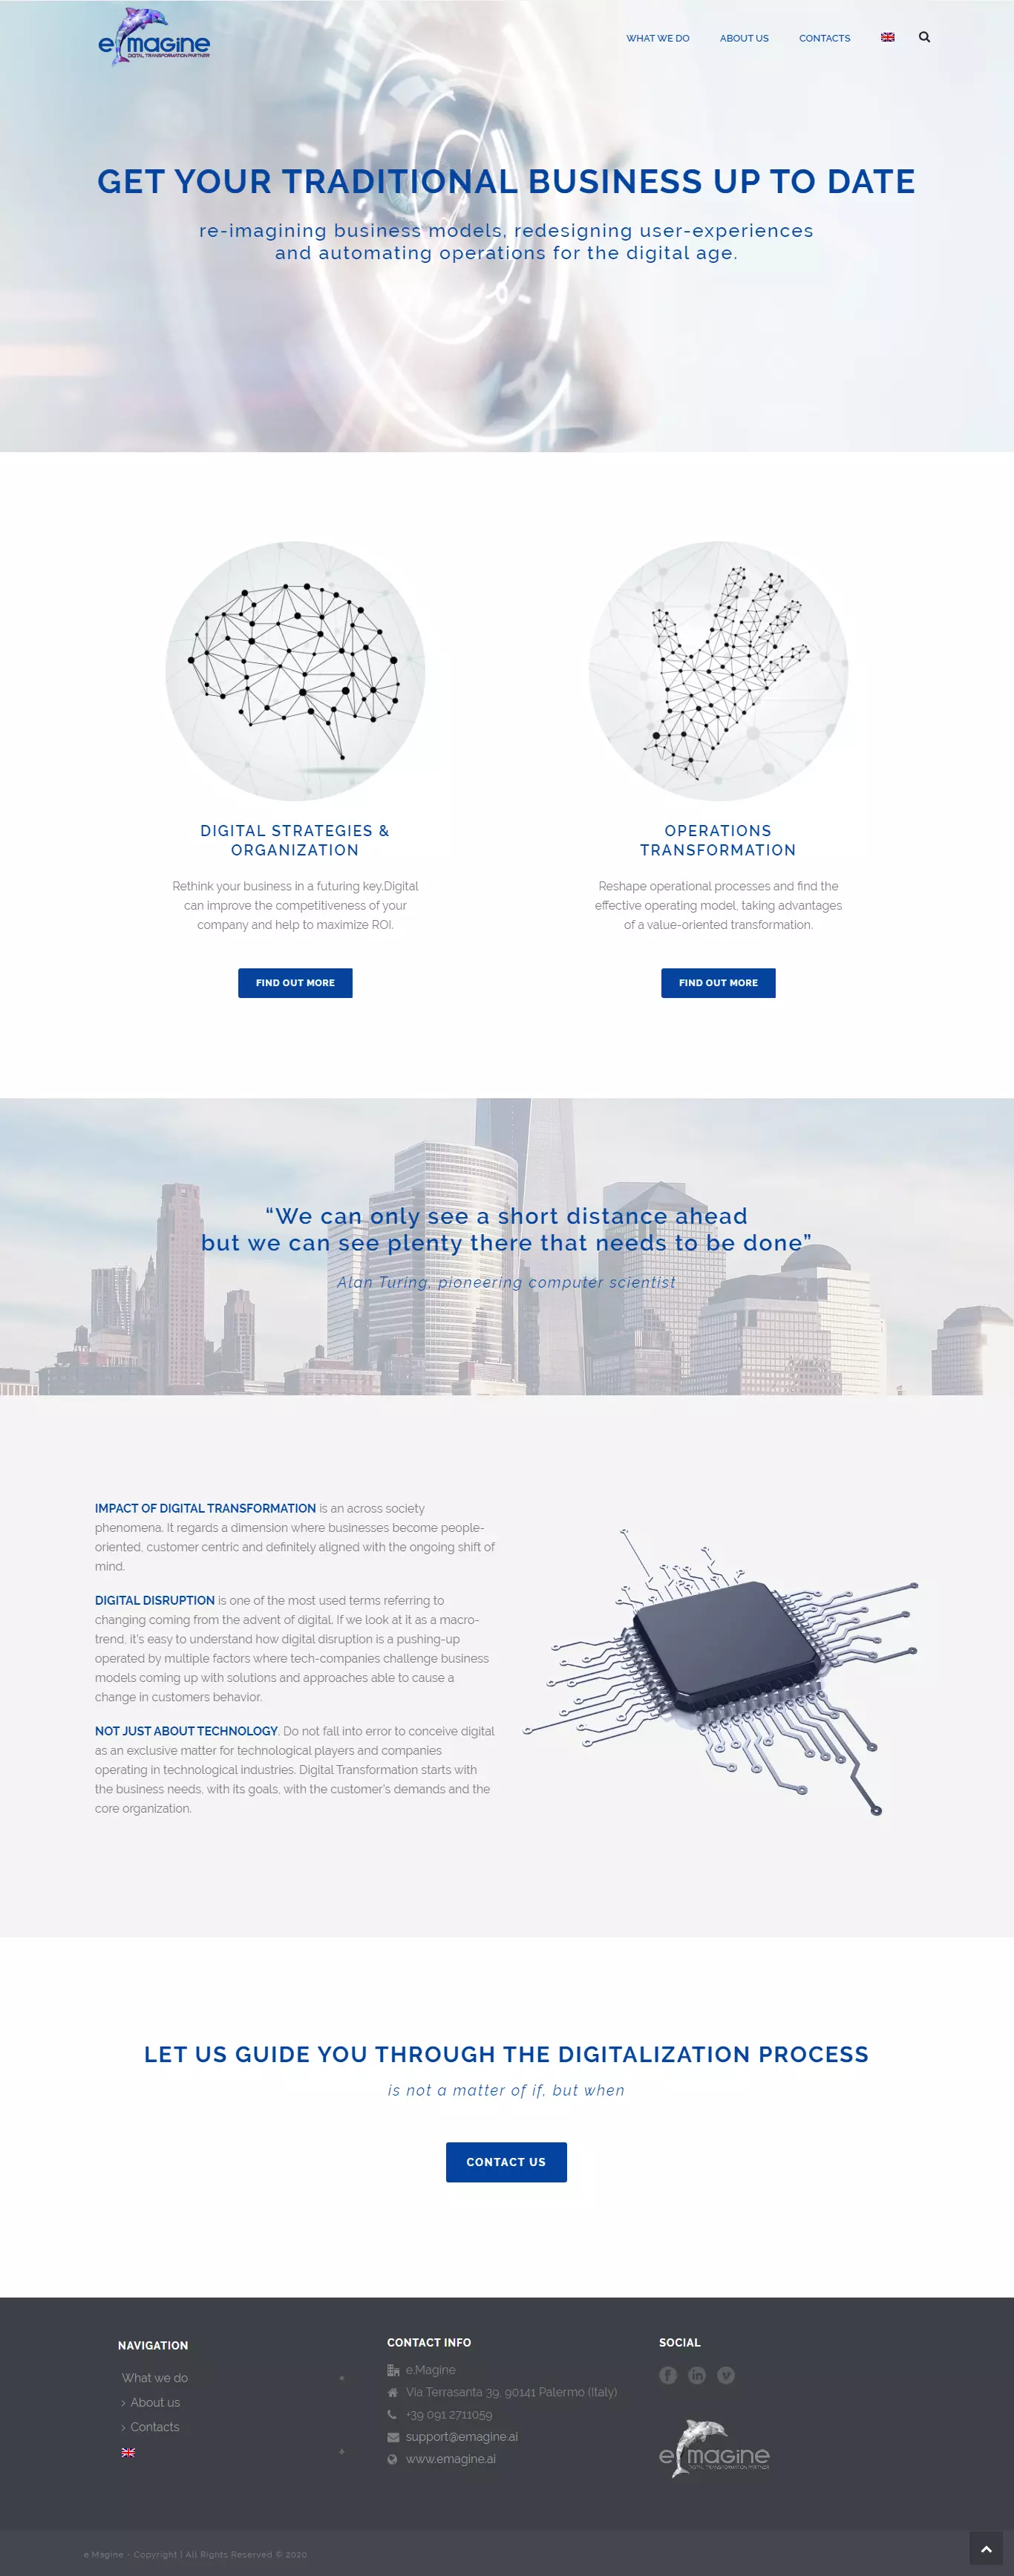 e.magine
DIGITAL TRANSFORMATION PARTNER
WHAT WE DO
ABOUT US
CONTACTS
GET YOUR TRADITIONAL BUSINESS UP TO DATE
re-imagining business models, redesigning user-experiences
and automating operations for the digital age.
DIGITAL STRATEGIES &
ORGANIZATION
Rethink your business in a futuring key.Digital
can improve the competitiveness of your
company and help to maximize ROI.
FIND OUT MORE
OPERATIONS
TRANSFORMATION
Reshape operational processes and find the
effective operating model, taking advantages
of a value-oriented transformation.
FIND OUT MORE
“We can only see a short distance ahead
but we can see plenty there that needs to be done”
Alan Turing, pioneering computer scientist
IMPACT OF DIGITAL TRANSFORMATION is an across society
phenomena. It regards a dimension where businesses become people-
oriented, customer centric and definitely aligned with the ongoing shift of
mind.
DIGITAL DISRUPTION is one of the most used terms referring to
changing coming from the advent of digital. If we look at it as a macro-
trend, it's easy to understand how digital disruption is a pushing-up
operated by multiple factors where tech-companies challenge business
models coming up with solutions and approaches able to cause a
change in customers behavior.
NOT JUST ABOUT TECHNOLOGY. Do not fall into error to conceive digital
as an exclusive matter for technological players and companies
operating in technological industries. Digital Transformation starts with
the business needs, with its goals, with the customer's demands and the
core organization.
LET US GUIDE YOU THROUGH THE DIGITALIZATION PROCESS
is not a matter of if, but when
CONTACT US
NAVIGATION
What we do
About us
Contacts
CONTACT INFO
e.Magine
Via Terrasanta 39, 90141 Palermo (Italy)
+39 091 2711059
support@emagine.ai
www.emagine.ai
SOCIAL
e.magine
DIGITAL TRANSFORMATION PARTNER
e.Magine - Copyright | All Rights Reserved © 2020